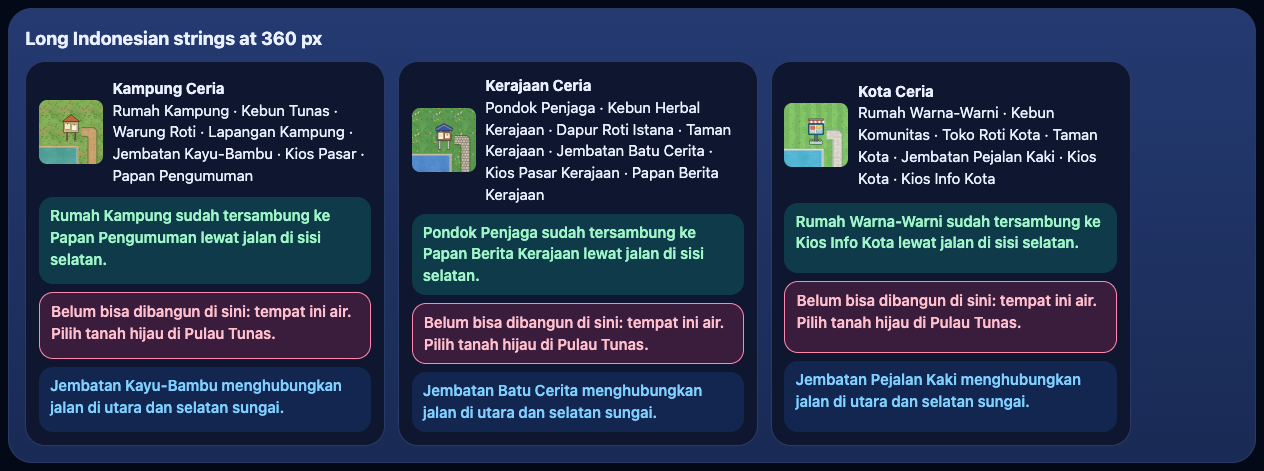 Long Indonesian strings at 360 px
Kampung Ceria
Rumah Kampung · Kebun Tunas ·
Warung Roti · Lapangan Kampung ·
Jembatan Kayu-Bambu · Kios Pasar ·
Papan Pengumuman
Rumah Kampung sudah tersambung ke
Papan Pengumuman lewat jalan di sisi
selatan.
Belum bisa dibangun di sini: tempat ini air.
Pilih tanah hijau di Pulau Tunas.
Jembatan Kayu-Bambu menghubungkan
jalan di utara dan selatan sungai.
Kerajaan Ceria
Pondok Penjaga · Kebun Herbal
Kerajaan · Dapur Roti Istana · Taman
Kerajaan · Jembatan Batu Cerita ·
Kios Pasar Kerajaan · Papan Berita
Kerajaan
Pondok Penjaga sudah tersambung ke
Papan Berita Kerajaan lewat jalan di sisi
selatan.
Belum bisa dibangun di sini: tempat ini air.
Pilih tanah hijau di Pulau Tunas.
Jembatan Batu Cerita menghubungkan
jalan di utara dan selatan sungai.
Kota Ceria
Rumah Warna-Warni · Kebun
Komunitas · Toko Roti Kota · Taman
Kota · Jembatan Pejalan Kaki · Kios
Kota · Kios Info Kota
Rumah Warna-Warni sudah tersambung ke
Kios Info Kota lewat jalan di sisi selatan.
Belum bisa dibangun di sini: tempat ini air.
Pilih tanah hijau di Pulau Tunas.
Jembatan Pejalan Kaki menghubungkan
jalan di utara dan selatan sungai.